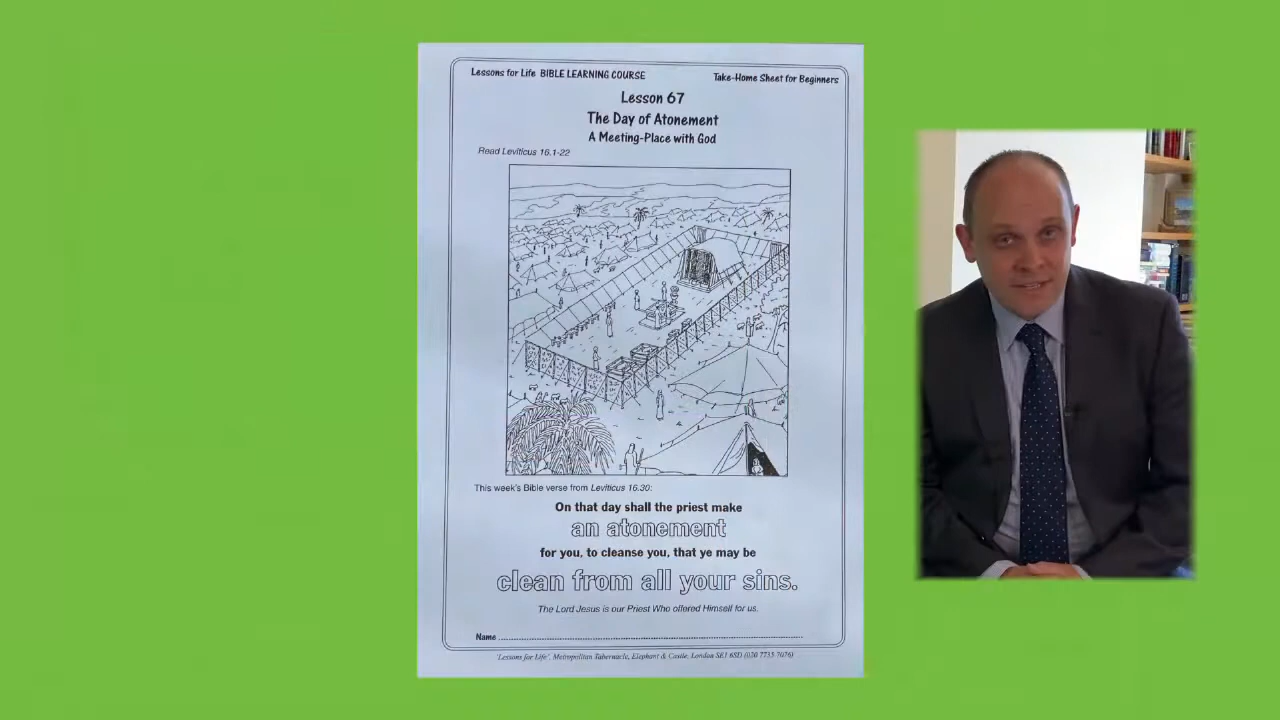 Lessons for Life BIBLE LEARNING COURSE
Take-Home Sheet for Beginners
Lesson 67
The Day of Atonement
A Meeting-Place with God
Read Leviticus 16.1-22
This week's Bible verse from Leviticus 16.30:
On that day shall the priest make
an atonement
for you, to cleanse you, that ye may be
clean from all your sins.
The Lord Jesus is our Priest Who offered Himself for us.
Name
'Lessons for Life', Metropolitan Tabernacle, Elephant & Castle, London SE1 6SD (020 7735 7076)